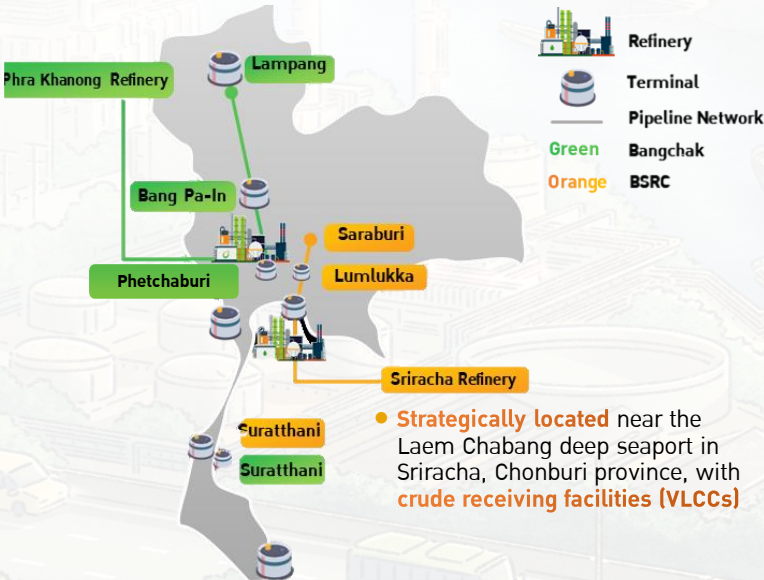 Refinery
Phra Khanong Refinery
Lampang
Terminal
Pipeline Network
Green Bangchak
Orange BSRC
Bang Pa-In
Saraburi
Phetchaburi
Lumlukka
Sriracha Refinery
Strategically located near the
Laem Chabang deep seaport in
Sriracha, Chonburi province, with
crude receiving facilities (VLCCs)
Suratthani
Suratthani